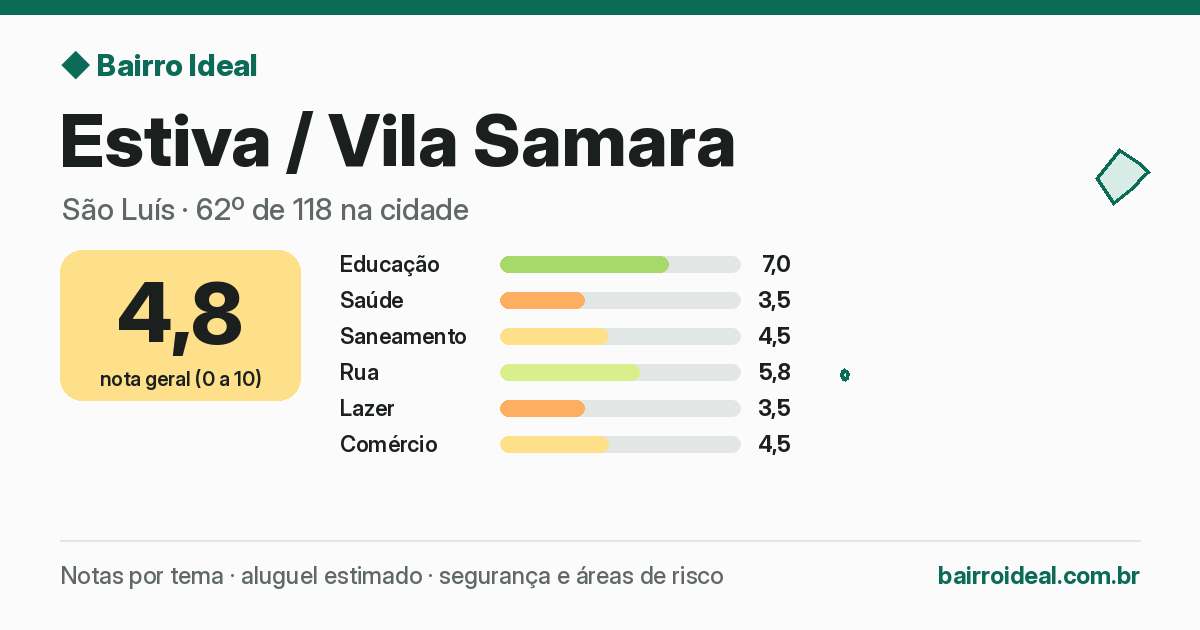 Bairro Ideal
Estiva / Vila Samara
São Luís · 62º de 118 na cidade
4,8
nota geral (0 a 10)
Educação 7,0
Saúde 3,5
Saneamento 4,5
Rua 5,8
Lazer 3,5
Comércio 4,5
Notas por tema · aluguel estimado · segurança e áreas de risco
bairroideal.com.br